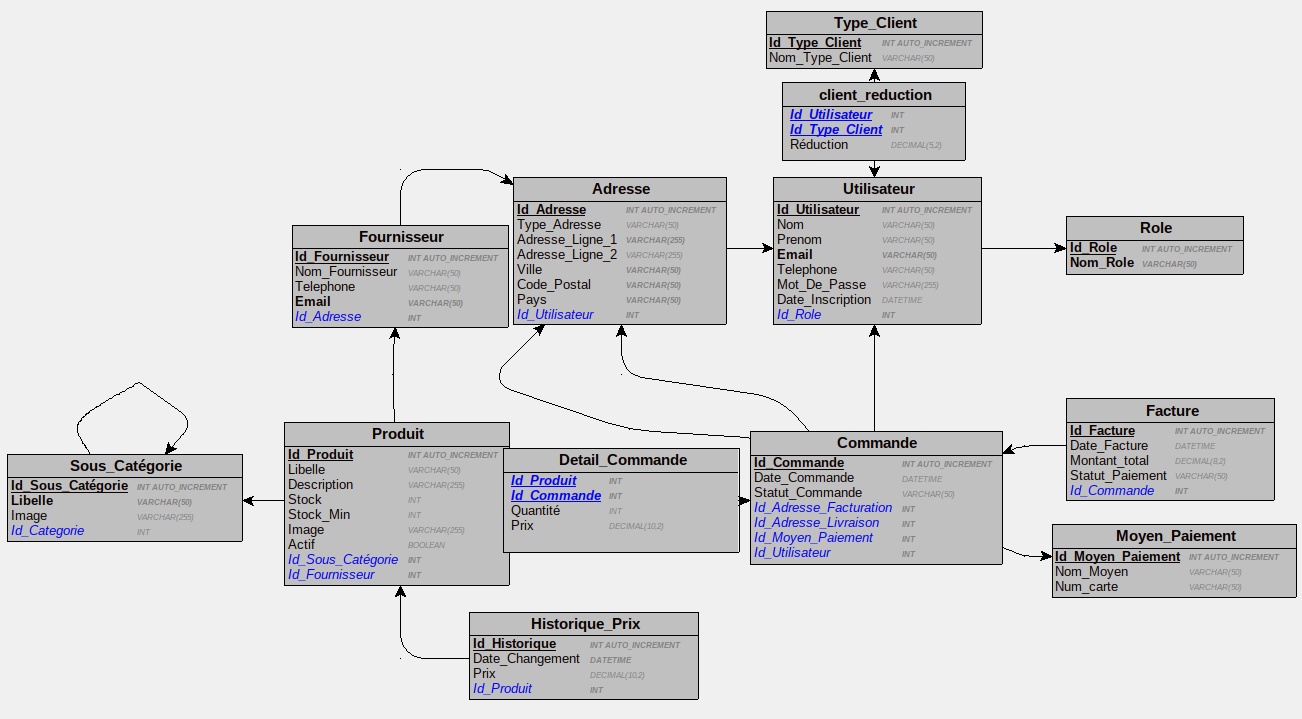 Type_Client
Id_Type_Client INT AUTO_INCREMENT
Nom_Type_Client VARCHAR(50)
client_reduction
Id_Utilisateur INT
Id_Type_Client INT
Réduction DECIMAL(5,2)
Adresse
Id_Adresse INT AUTO_INCREMENT
Type_Adresse VARCHAR(50)
Adresse_Ligne_1 VARCHAR(255)
Adresse_Ligne_2 VARCHAR(255)
Ville VARCHAR(50)
Code_Postal VARCHAR(50)
Pays VARCHAR(50)
Id_Utilisateur INT
Utilisateur
Id_Utilisateur INT AUTO_INCREMENT
Nom VARCHAR(50)
Prenom VARCHAR(50)
Email VARCHAR(50)
Telephone VARCHAR(50)
Mot_De_Passe VARCHAR(255)
Date_Inscription DATETIME
Id_Role INT
Role
Id_Role INT AUTO_INCREMENT
Nom_Role VARCHAR(50)
Fournisseur
Id_Fournisseur INT AUTO_INCREMENT
Nom_Fournisseur VARCHAR(50)
Telephone VARCHAR(50)
Email VARCHAR(50)
Id_Adresse INT
Sous_Catégorie
Id_Sous_Catégorie INT AUTO_INCREMENT
Libelle VARCHAR(50)
Image VARCHAR(255)
Id_Categorie INT
Produit
Id_Produit INT AUTO_INCREMENT
Libelle VARCHAR(50)
Description VARCHAR(255)
Stock INT
Stock_Min INT
Image VARCHAR(255)
Actif BOOLEAN
Id_Sous_Catégorie INT
Id_Fournisseur INT
Detail_Commande
Id_Produit INT
Id_Commande INT
Quantité INT
Prix DECIMAL(10,2)
Commande
Id_Commande INT AUTO_INCREMENT
Date_Commande DATETIME
Statut_Commande VARCHAR(50)
Id_Adresse_Facturation INT
Id_Adresse_Livraison INT
Id_Moyen_Paiement INT
Id_Utilisateur INT
Facture
Id_Facture INT AUTO_INCREMENT
Date_Facture DATETIME
Montant_total DECIMAL(8,2)
Statut_Paiement VARCHAR(50)
Id_Commande INT
Moyen_Paiement
Id_Moyen_Paiement INT AUTO_INCREMENT
Nom_Moyen VARCHAR(50)
Num_carte VARCHAR(50)
Historique_Prix
Id_Historique INT AUTO_INCREMENT
Date_Changement DATETIME
Prix DECIMAL(10,2)
Id_Produit INT